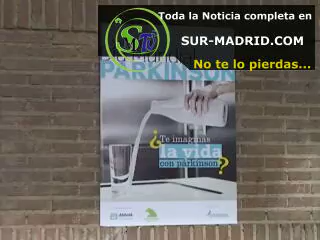 Toda la Noticia completa en
SUR-MADRID.COM
No te lo pierdas...
PARKINSON
¿Te imaginas
la vida
con parkinson?